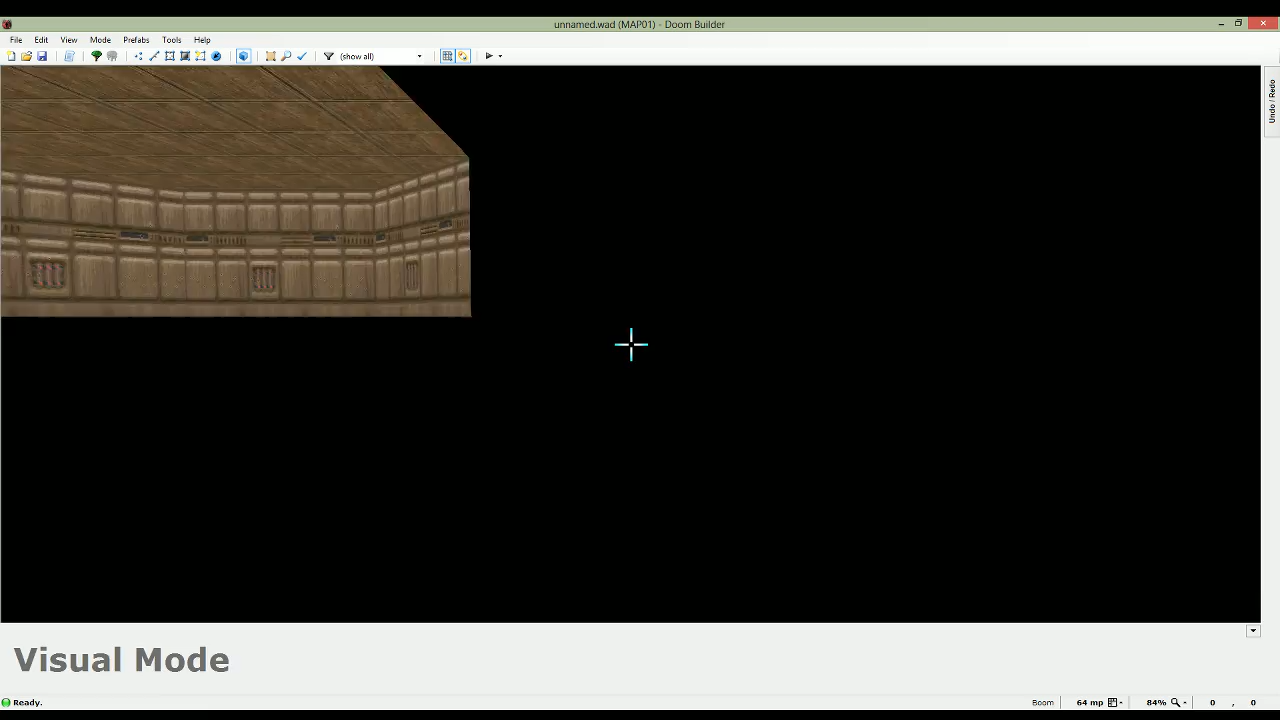 unnamed.wad (MAP01) - Doom Builder
File Edit View Mode Prefabs Tools Help
(show all)
Undo / Redo
Visual Mode
Ready.
Boom 64 mp 84% 0 , 0